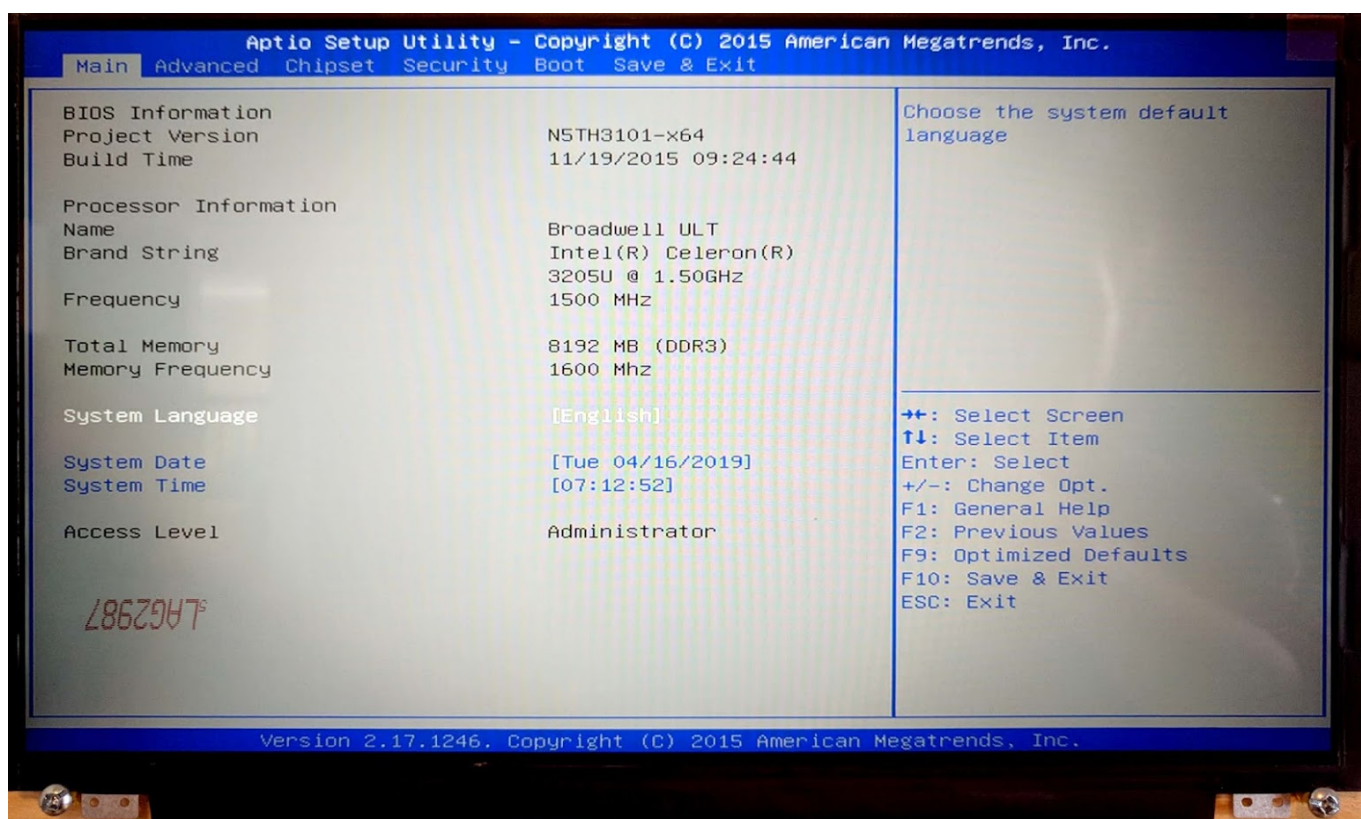 Aptio Setup Utility - Copyright (C) 2015 American Megatrends, Inc.
Main Advanced Chipset Security Boot Save & Exit
BIOS Information
Project Version N5TH3101-x64
Build Time 11/19/2015 09:24:44
Processor Information
Name Broadwell ULT
Brand String Intel(R) Celeron(R)
3205U @ 1.50GHz
Frequency 1500 MHz
Total Memory 8192 MB (DDR3)
Memory Frequency 1600 Mhz
System Language [English]
System Date [Tue 04/16/2019]
System Time [07:12:52]
Access Level Administrator
Choose the system default
language
→←: Select Screen
↑↓: Select Item
Enter: Select
+/-: Change Opt.
F1: General Help
F2: Previous Values
F9: Optimized Defaults
F10: Save & Exit
ESC: Exit
Version 2.17.1246. Copyright (C) 2015 American Megatrends, Inc.